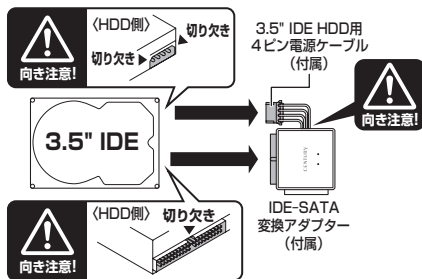 〈HDD側〉
切り欠き
切り欠き
向き注意!
3.5" IDE HDD用
4ピン電源ケーブル
(付属)
向き注意!
3.5" IDE
CENTURY
〈HDD側〉
切り欠き
向き注意!
IDE-SATA
変換アダプター
(付属)